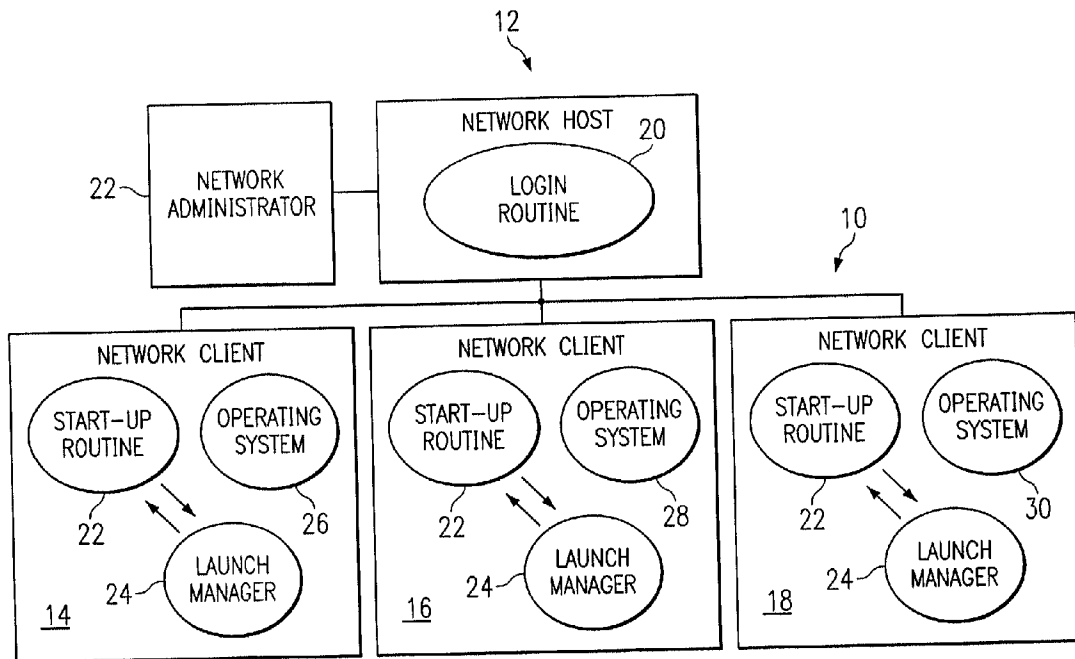 12
NETWORK HOST
20
LOGIN
ROUTINE
22
NETWORK
ADMINISTRATOR
10
NETWORK CLIENT
START-UP
ROUTINE
OPERATING
SYSTEM
22
26
LAUNCH
MANAGER
24
14
NETWORK CLIENT
START-UP
ROUTINE
OPERATING
SYSTEM
22
28
LAUNCH
MANAGER
24
16
NETWORK CLIENT
START-UP
ROUTINE
OPERATING
SYSTEM
22
30
LAUNCH
MANAGER
24
18